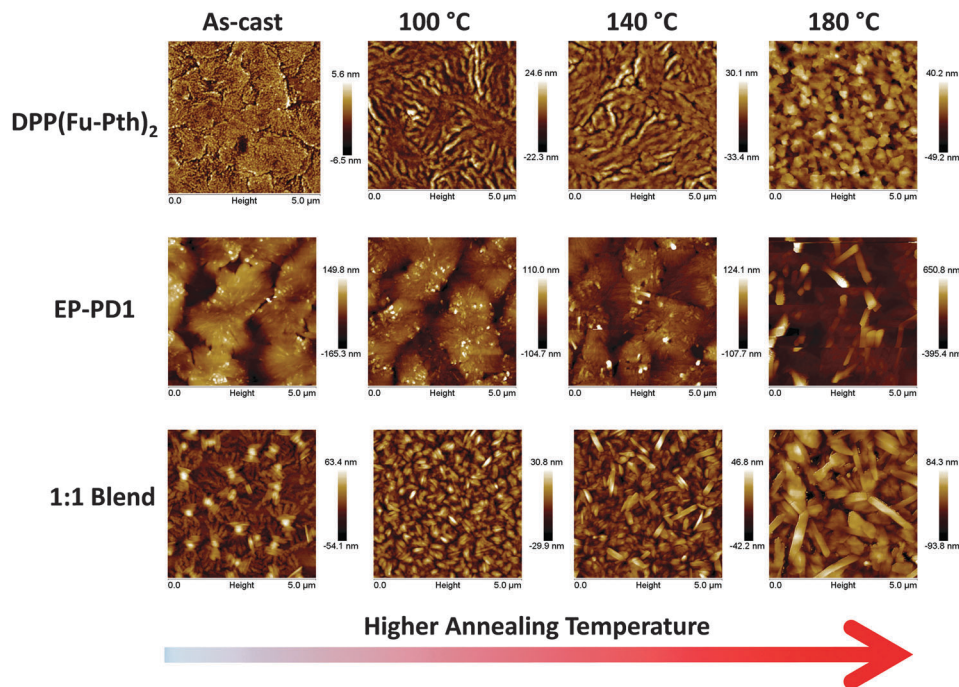 As-cast 100 °C 140 °C 180 °C
DPP(Fu-Pth)₂
5.6 nm 24.6 nm 30.1 nm 40.2 nm
-6.5 nm -22.3 nm -33.4 nm -49.2 nm
0.0 Height 5.0 µm 0.0 Height 5.0 µm 0.0 Height 5.0 µm 0.0 Height 5.0 µm
EP-PD1
149.8 nm 110.0 nm 124.1 nm 650.8 nm
-165.3 nm -104.7 nm -107.7 nm -395.4 nm
0.0 Height 5.0 µm 0.0 Height 5.0 µm 0.0 Height 5.0 µm 0.0 Height 5.0 µm
1:1 Blend
63.4 nm 30.8 nm 46.8 nm 84.3 nm
-54.1 nm -29.9 nm -42.2 nm -93.8 nm
0.0 Height 5.0 µm 0.0 Height 5.0 µm 0.0 Height 5.0 µm 0.0 Height 5.0 µm
Higher Annealing Temperature